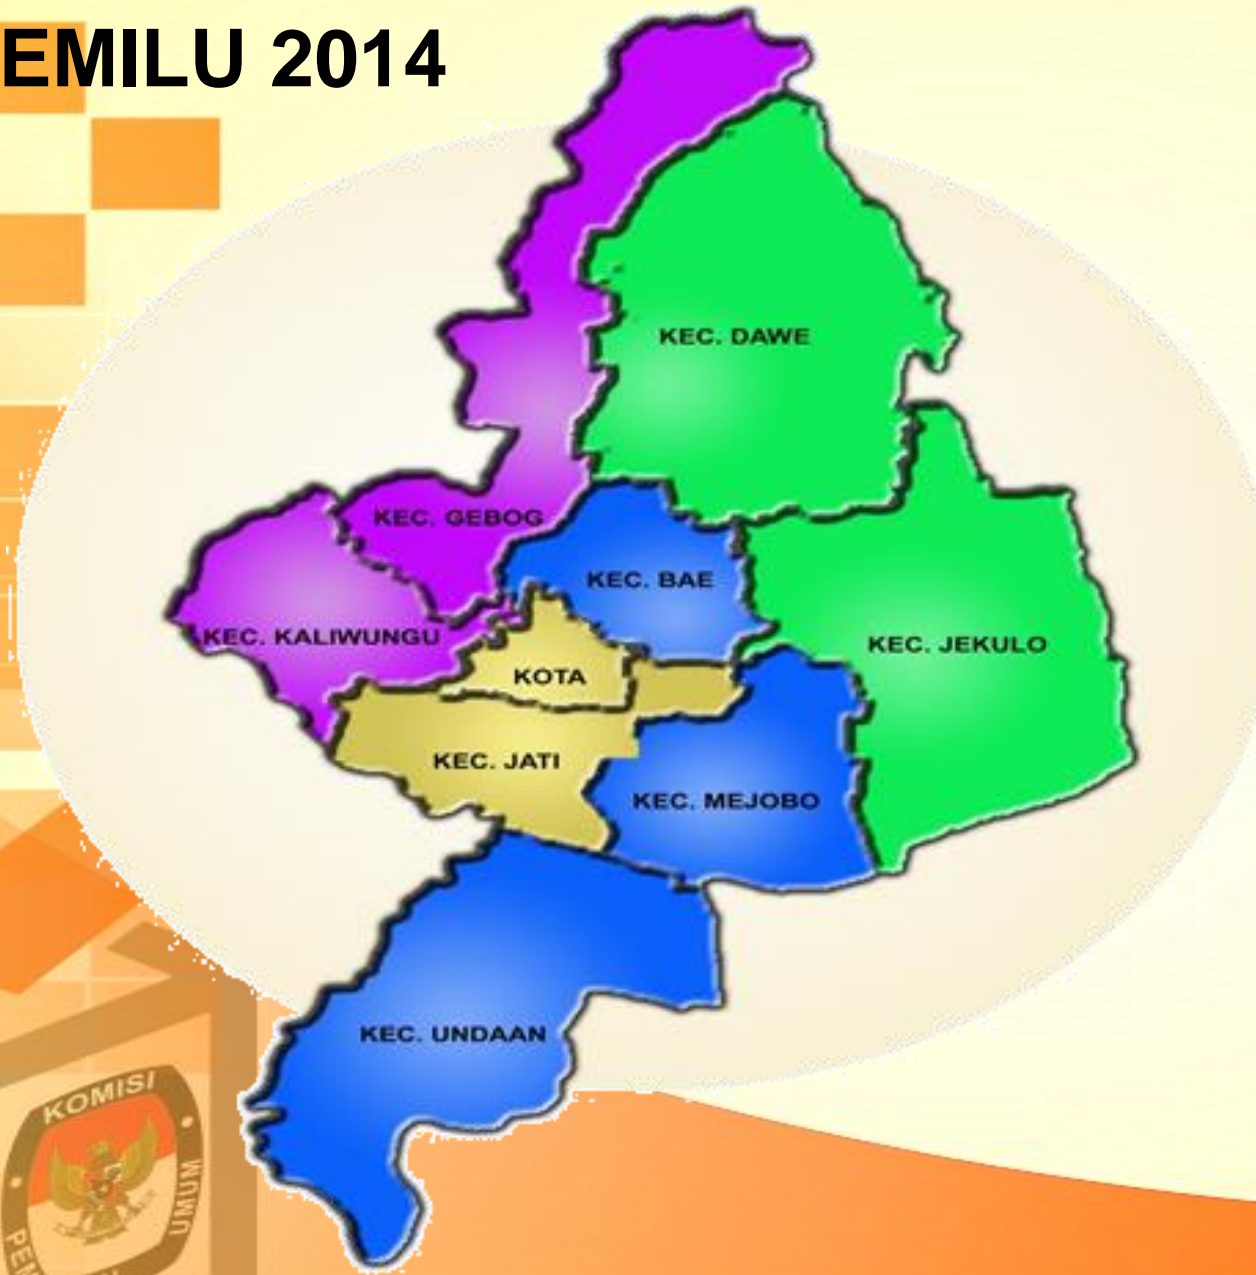 EMILU 2014
KEC. DAWE
KEC. GEBOG
KEC. BAE
KEC. KALIWUNGU
KEC. JEKULO
KOTA
KEC. JATI
KEC. MEJOBO
KEC. UNDAAN
KOMISI
UMUM